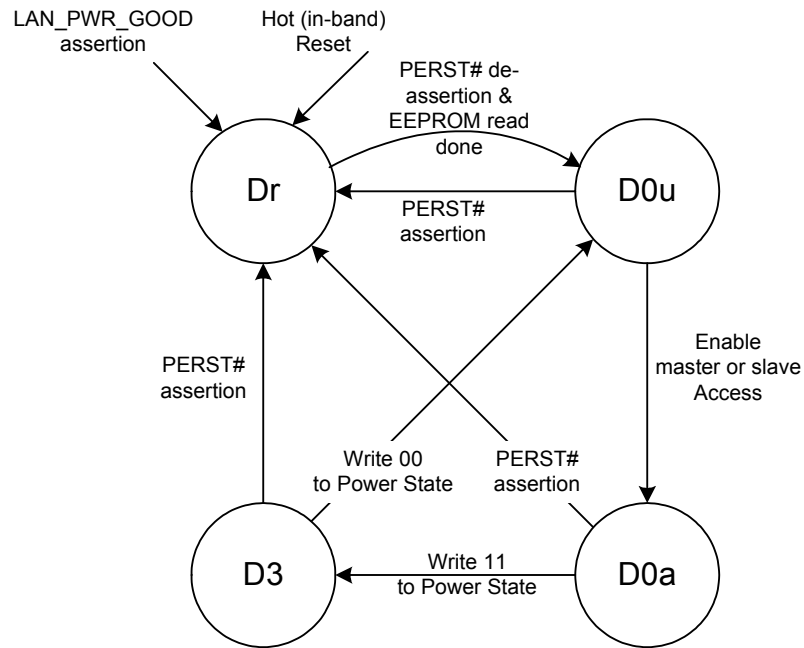 LAN_PWR_GOOD
assertion
Hot (in-band)
Reset
PERST# de-
assertion &
EEPROM read
done
Dr
D0u
PERST#
assertion
PERST#
assertion
Enable
master or slave
Access
Write 00
to Power State
PERST#
assertion
D3
Write 11
to Power State
D0a